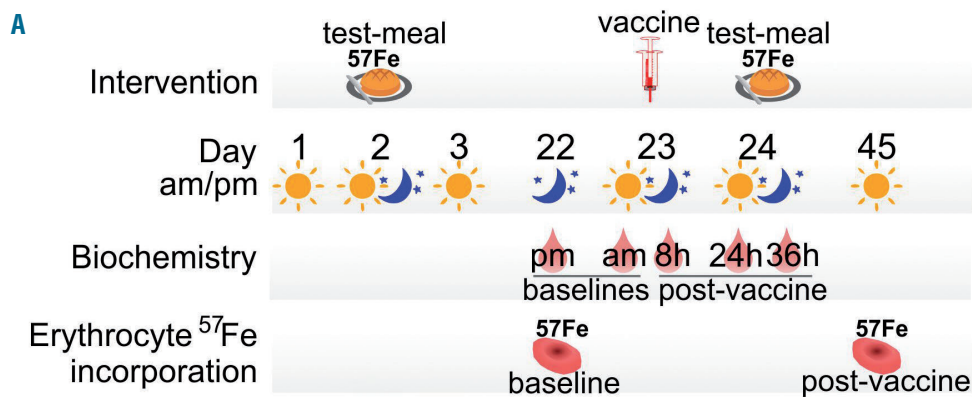 A
vaccine
test-meal test-meal
57Fe 57Fe
Intervention
Day 1 2 3 22 23 24 45
am/pm
Biochemistry pm am 8h 24h 36h
baselines post-vaccine
Erythrocyte ⁵⁷Fe 57Fe 57Fe
incorporation baseline post-vaccine